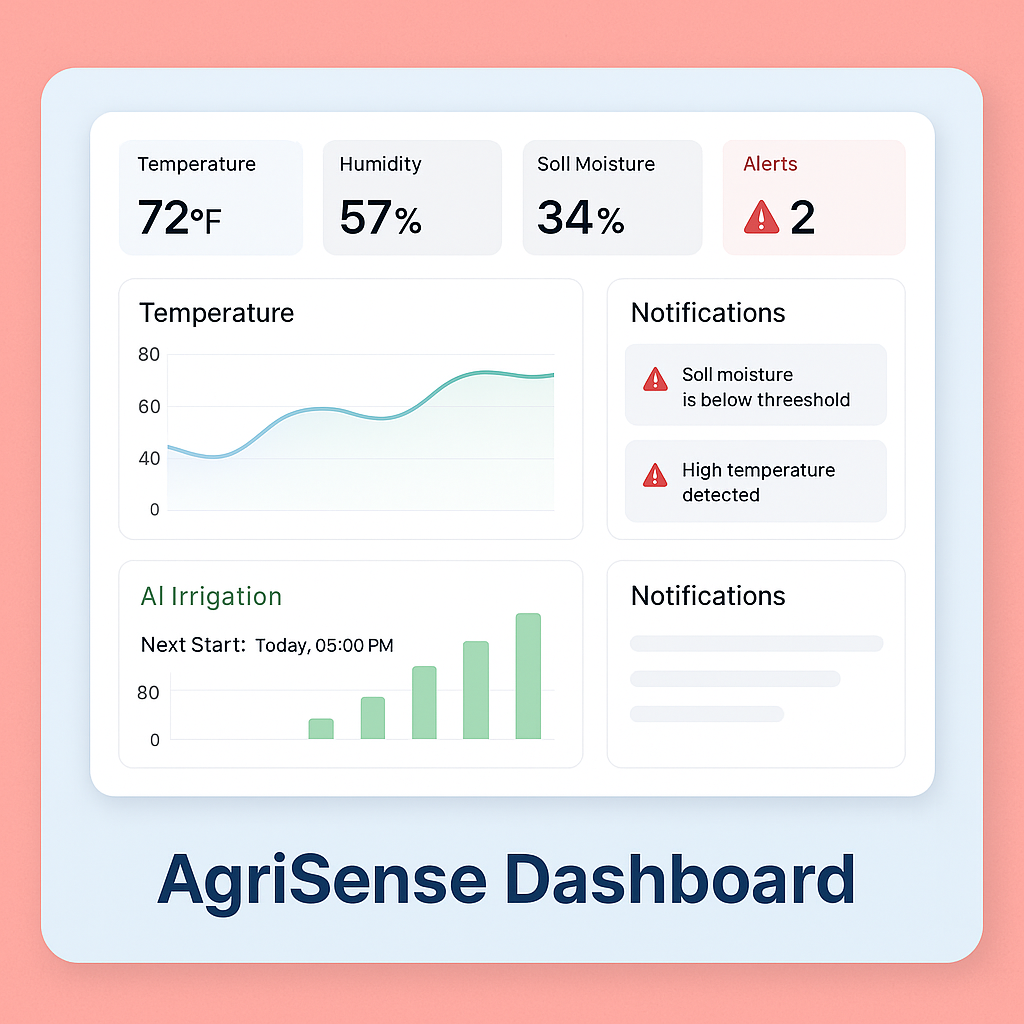 Temperature
72°F
Humidity
57%
Soll Moisture
34%
Alerts
2
Temperature
80
60
40
0
Notifications
Soll moisture
is below threeshold
High temperature
detected
AI Irrigation
Next Start: Today, 05:00 PM
80
0
Notifications
AgriSense Dashboard